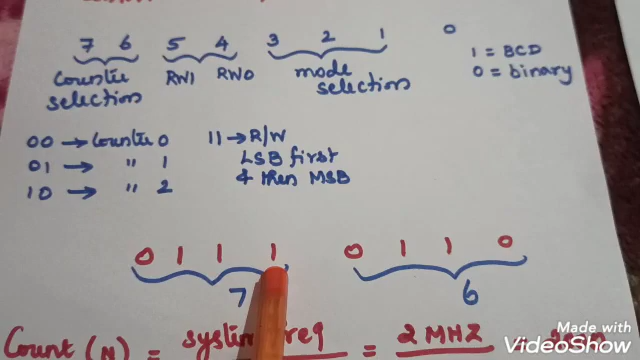 7 6 5 4 3 2 1 0
Counter RW1 RW0 mode 1 = BCD
selection selection 0 = binary
00 → Counter 0 11 → R/W
01 → " 1 LSB first
10 → " 2 & then MSB
0 1 1 1 0 1 1 0
7 6
Count (N) = = 2 MHZ
Made with
VideoShow